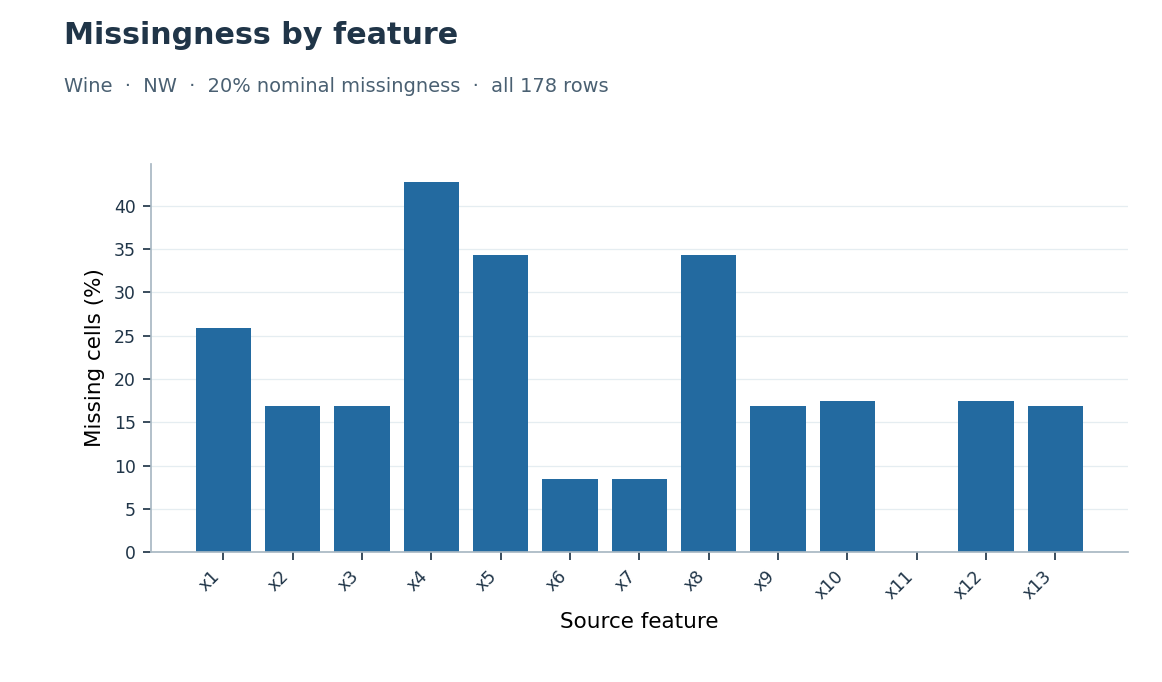 Missingness by feature
Wine · NW · 20% nominal missingness · all 178 rows
Missing cells (%)
40
35
30
25
20
15
10
5
0
x1 x2 x3 x4 x5 x6 x7 x8 x9 x10 x11 x12 x13
Source feature